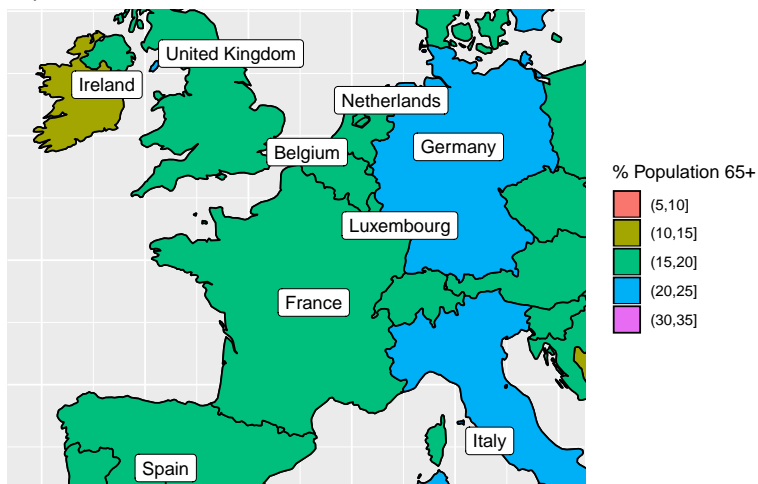 United Kingdom
Ireland
Netherlands
Germany
Belgium
Luxembourg
France
Italy
Spain
% Population 65+
(5,10]
(10,15]
(15,20]
(20,25]
(30,35]